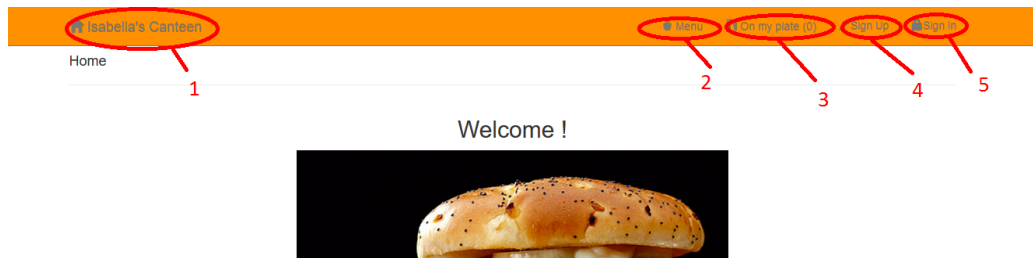 Isabella's Canteen Menu On my plate (0) Sign Up Sign In
Home
1 2 3 4 5
Welcome !